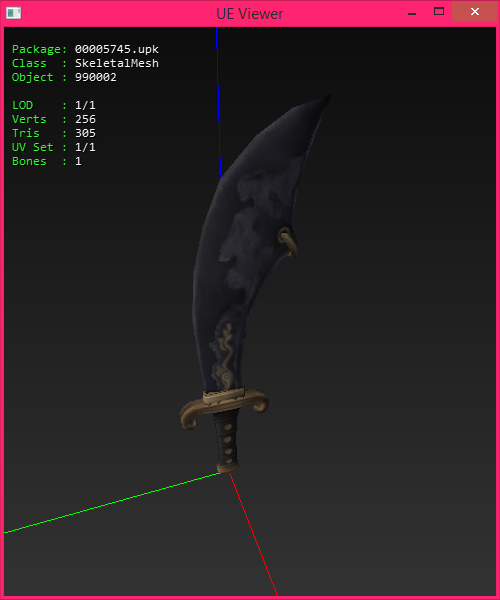 UE Viewer
Package: 00005745.upk
Class  : SkeletalMesh
Object : 990002
LOD    : 1/1
Verts  : 256
Tris   : 305
UV Set : 1/1
Bones  : 1